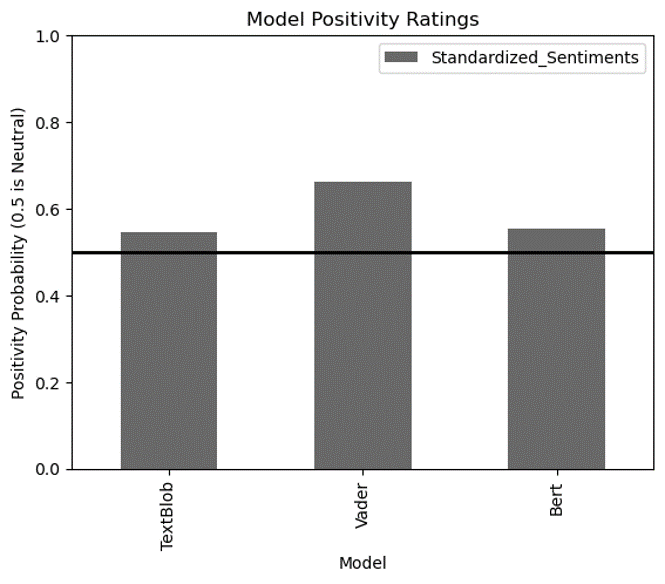 Model Positivity Ratings
Standardized_Sentiments
Positivity Probability (0.5 is Neutral)
1.0
0.8
0.6
0.4
0.2
0.0
TextBlob
Vader
Bert
Model